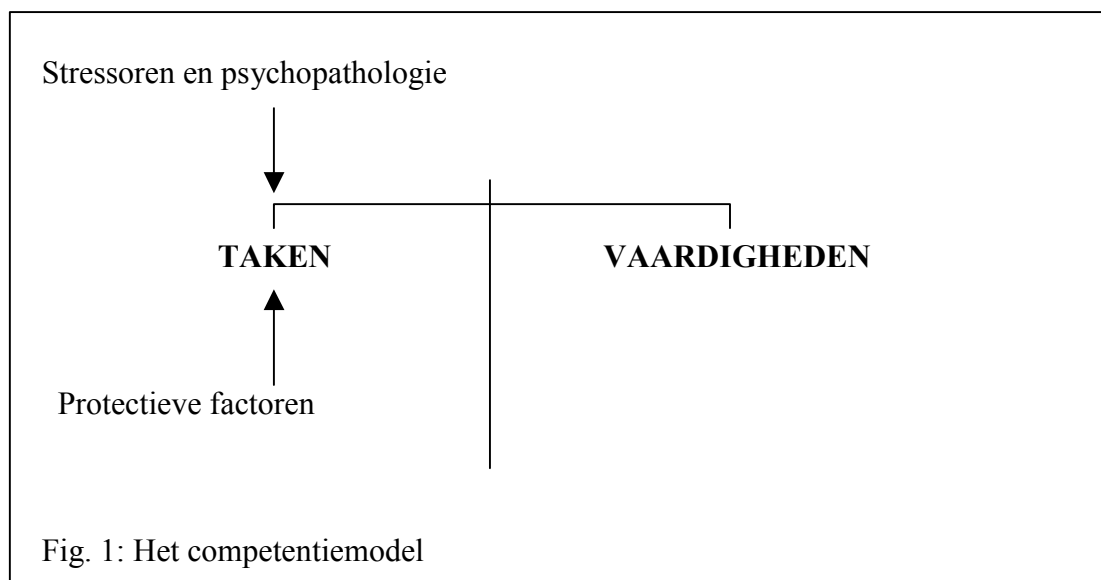 Stressoren en psychopathologie
TAKEN VAARDIGHEDEN
Protectieve factoren
Fig. 1: Het competentiemodel